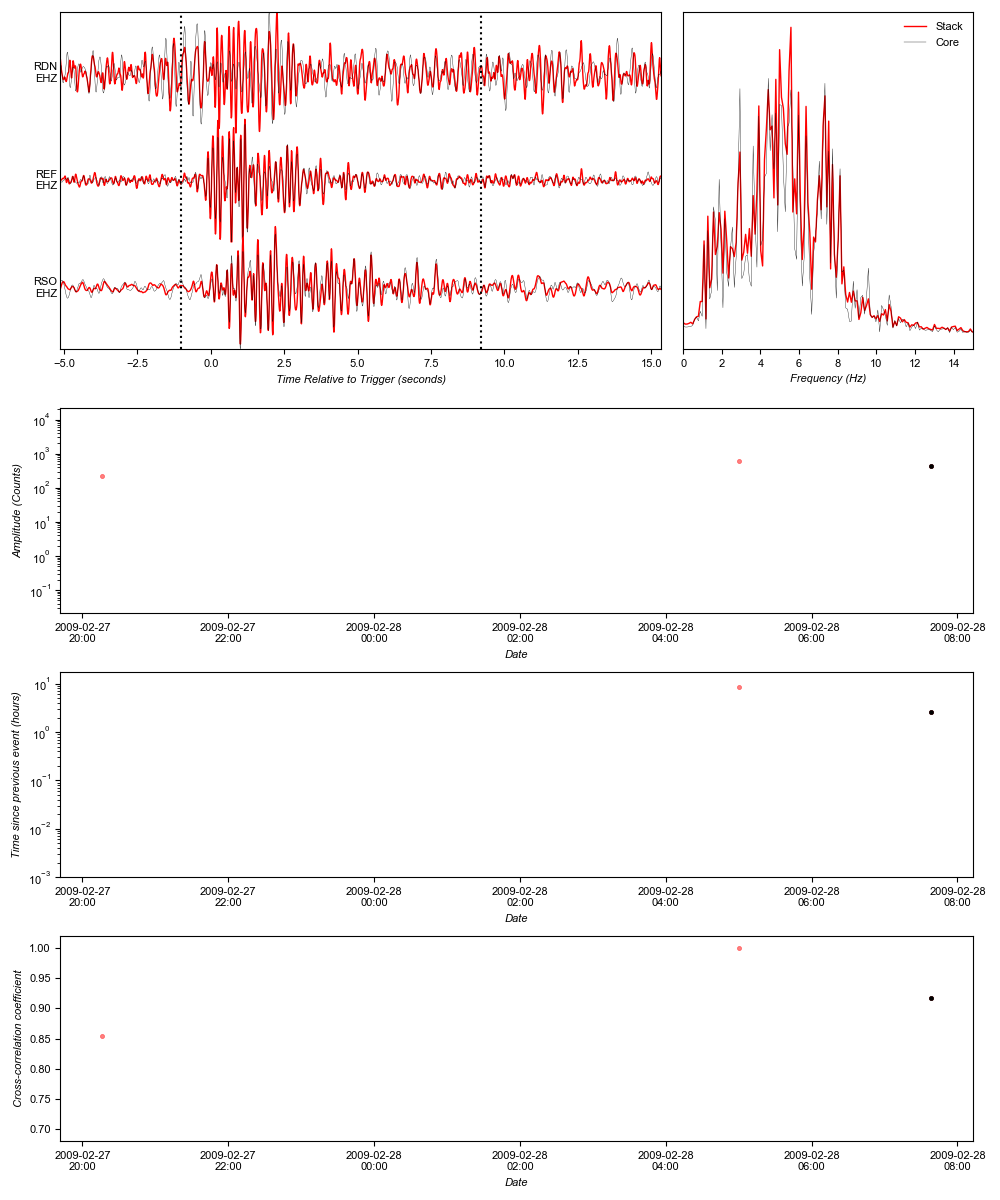 RDN
EHZ
REF
EHZ
RSO
EHZ
−5.0 −2.5 0.0 2.5 5.0 7.5 10.0 12.5 15.0
Time Relative to Trigger (seconds)
Stack
Core
0 2 4 6 8 10 12 14
Frequency (Hz)
Amplitude (Counts)
10⁴
10³
10²
10¹
10⁰
10⁻¹
2009-02-27 2009-02-27 2009-02-28 2009-02-28 2009-02-28 2009-02-28 2009-02-28
20:00 22:00 00:00 02:00 04:00 06:00 08:00
Date
Time since previous event (hours)
10¹
10⁰
10⁻¹
10⁻²
10⁻³
2009-02-27 2009-02-27 2009-02-28 2009-02-28 2009-02-28 2009-02-28 2009-02-28
20:00 22:00 00:00 02:00 04:00 06:00 08:00
Date
Cross-correlation coefficient
1.00
0.95
0.90
0.85
0.80
0.75
0.70
2009-02-27 2009-02-27 2009-02-28 2009-02-28 2009-02-28 2009-02-28 2009-02-28
20:00 22:00 00:00 02:00 04:00 06:00 08:00
Date